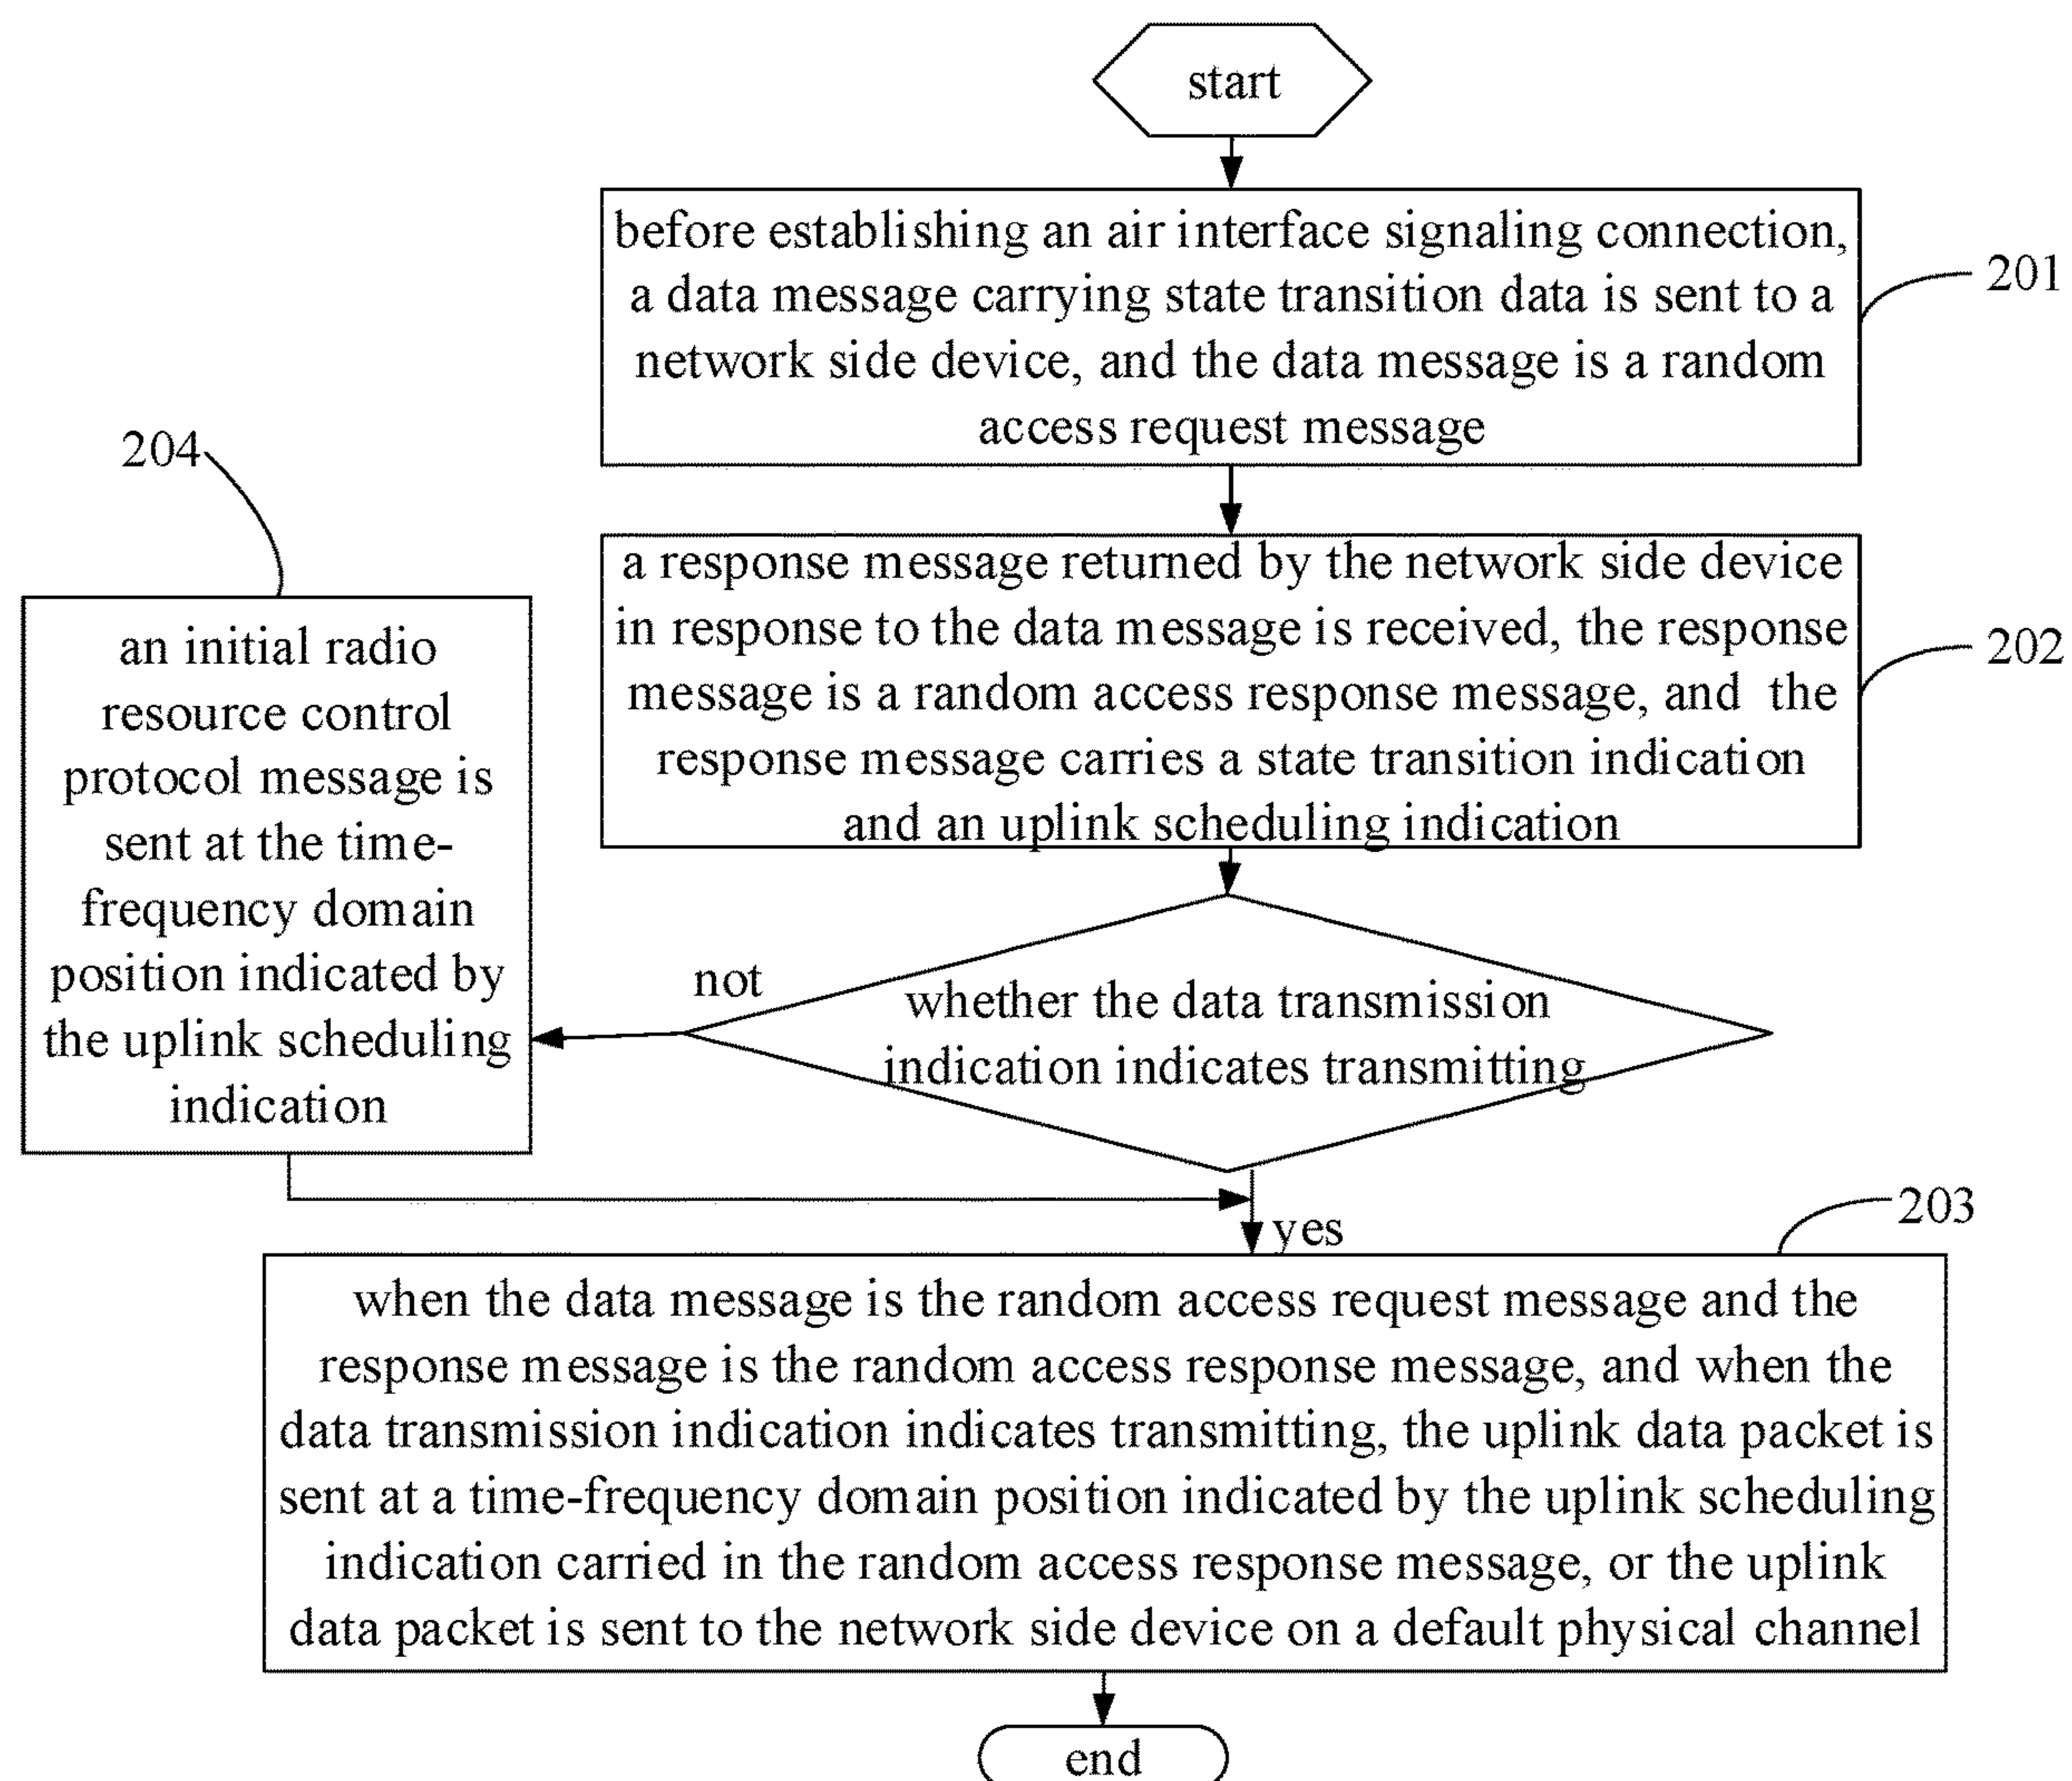 start
before establishing an air interface signaling connection,
a data message carrying state transition data is sent to a
network side device, and the data message is a random
access request message
201
a response message returned by the network side device
in response to the data message is received, the response
message is a random access response message, and the
response message carries a state transition indication
and an uplink scheduling indication
202
204
an initial radio
resource control
protocol message is
sent at the time-
frequency domain
position indicated by
the uplink scheduling
indication
not
whether the data transmission
indication indicates transmitting
yes
203
when the data message is the random access request message and the
response message is the random access response message, and when the
data transmission indication indicates transmitting, the uplink data packet is
sent at a time-frequency domain position indicated by the uplink scheduling
indication carried in the random access response message, or the uplink
data packet is sent to the network side device on a default physical channel
end